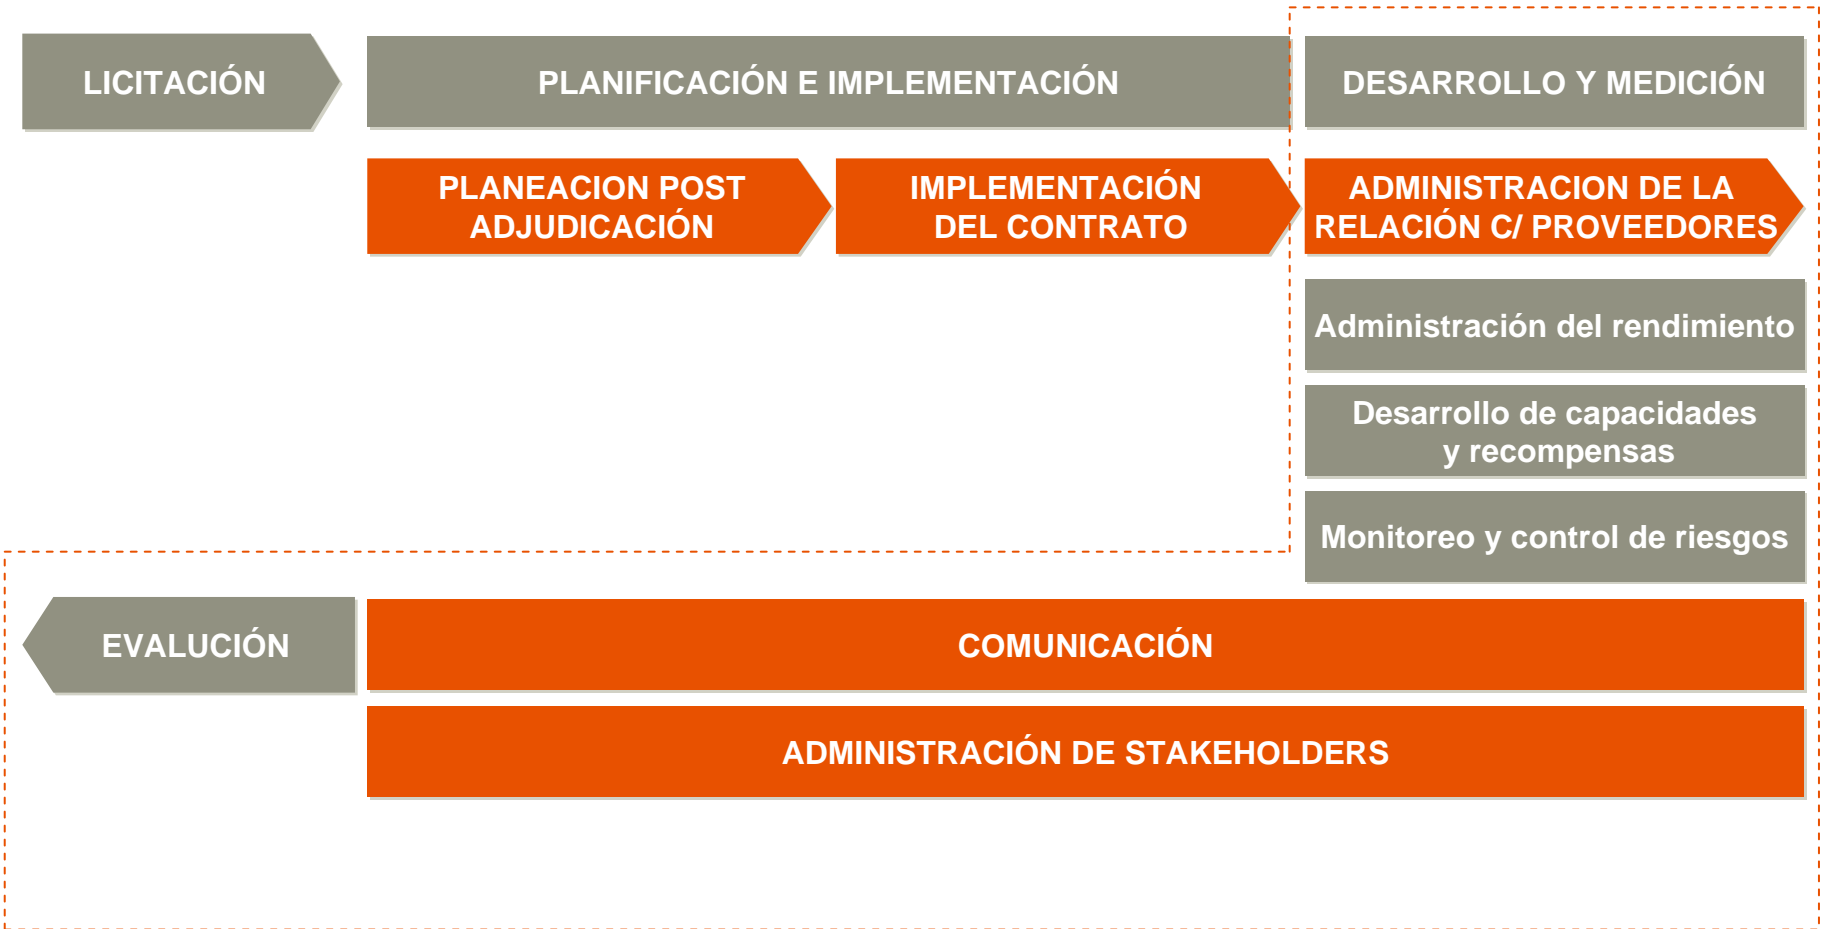 LICITACIÓN
PLANIFICACIÓN E IMPLEMENTACIÓN
DESARROLLO Y MEDICIÓN
PLANEACION POST
ADJUDICACIÓN
IMPLEMENTACIÓN
DEL CONTRATO
ADMINISTRACION DE LA
RELACIÓN C/ PROVEEDORES
Administración del rendimiento
Desarrollo de capacidades
y recompensas
Monitoreo y control de riesgos
EVALUCIÓN
COMUNICACIÓN
ADMINISTRACIÓN DE STAKEHOLDERS